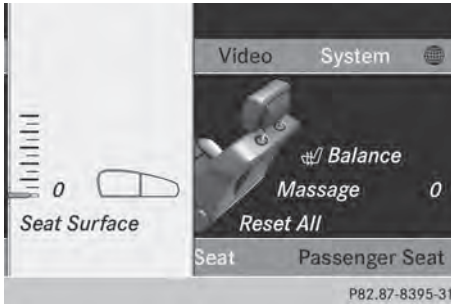 Video System
0
Balance
Massage 0
Seat Surface Reset All
Seat Passenger Seat
P82.87-8395-31